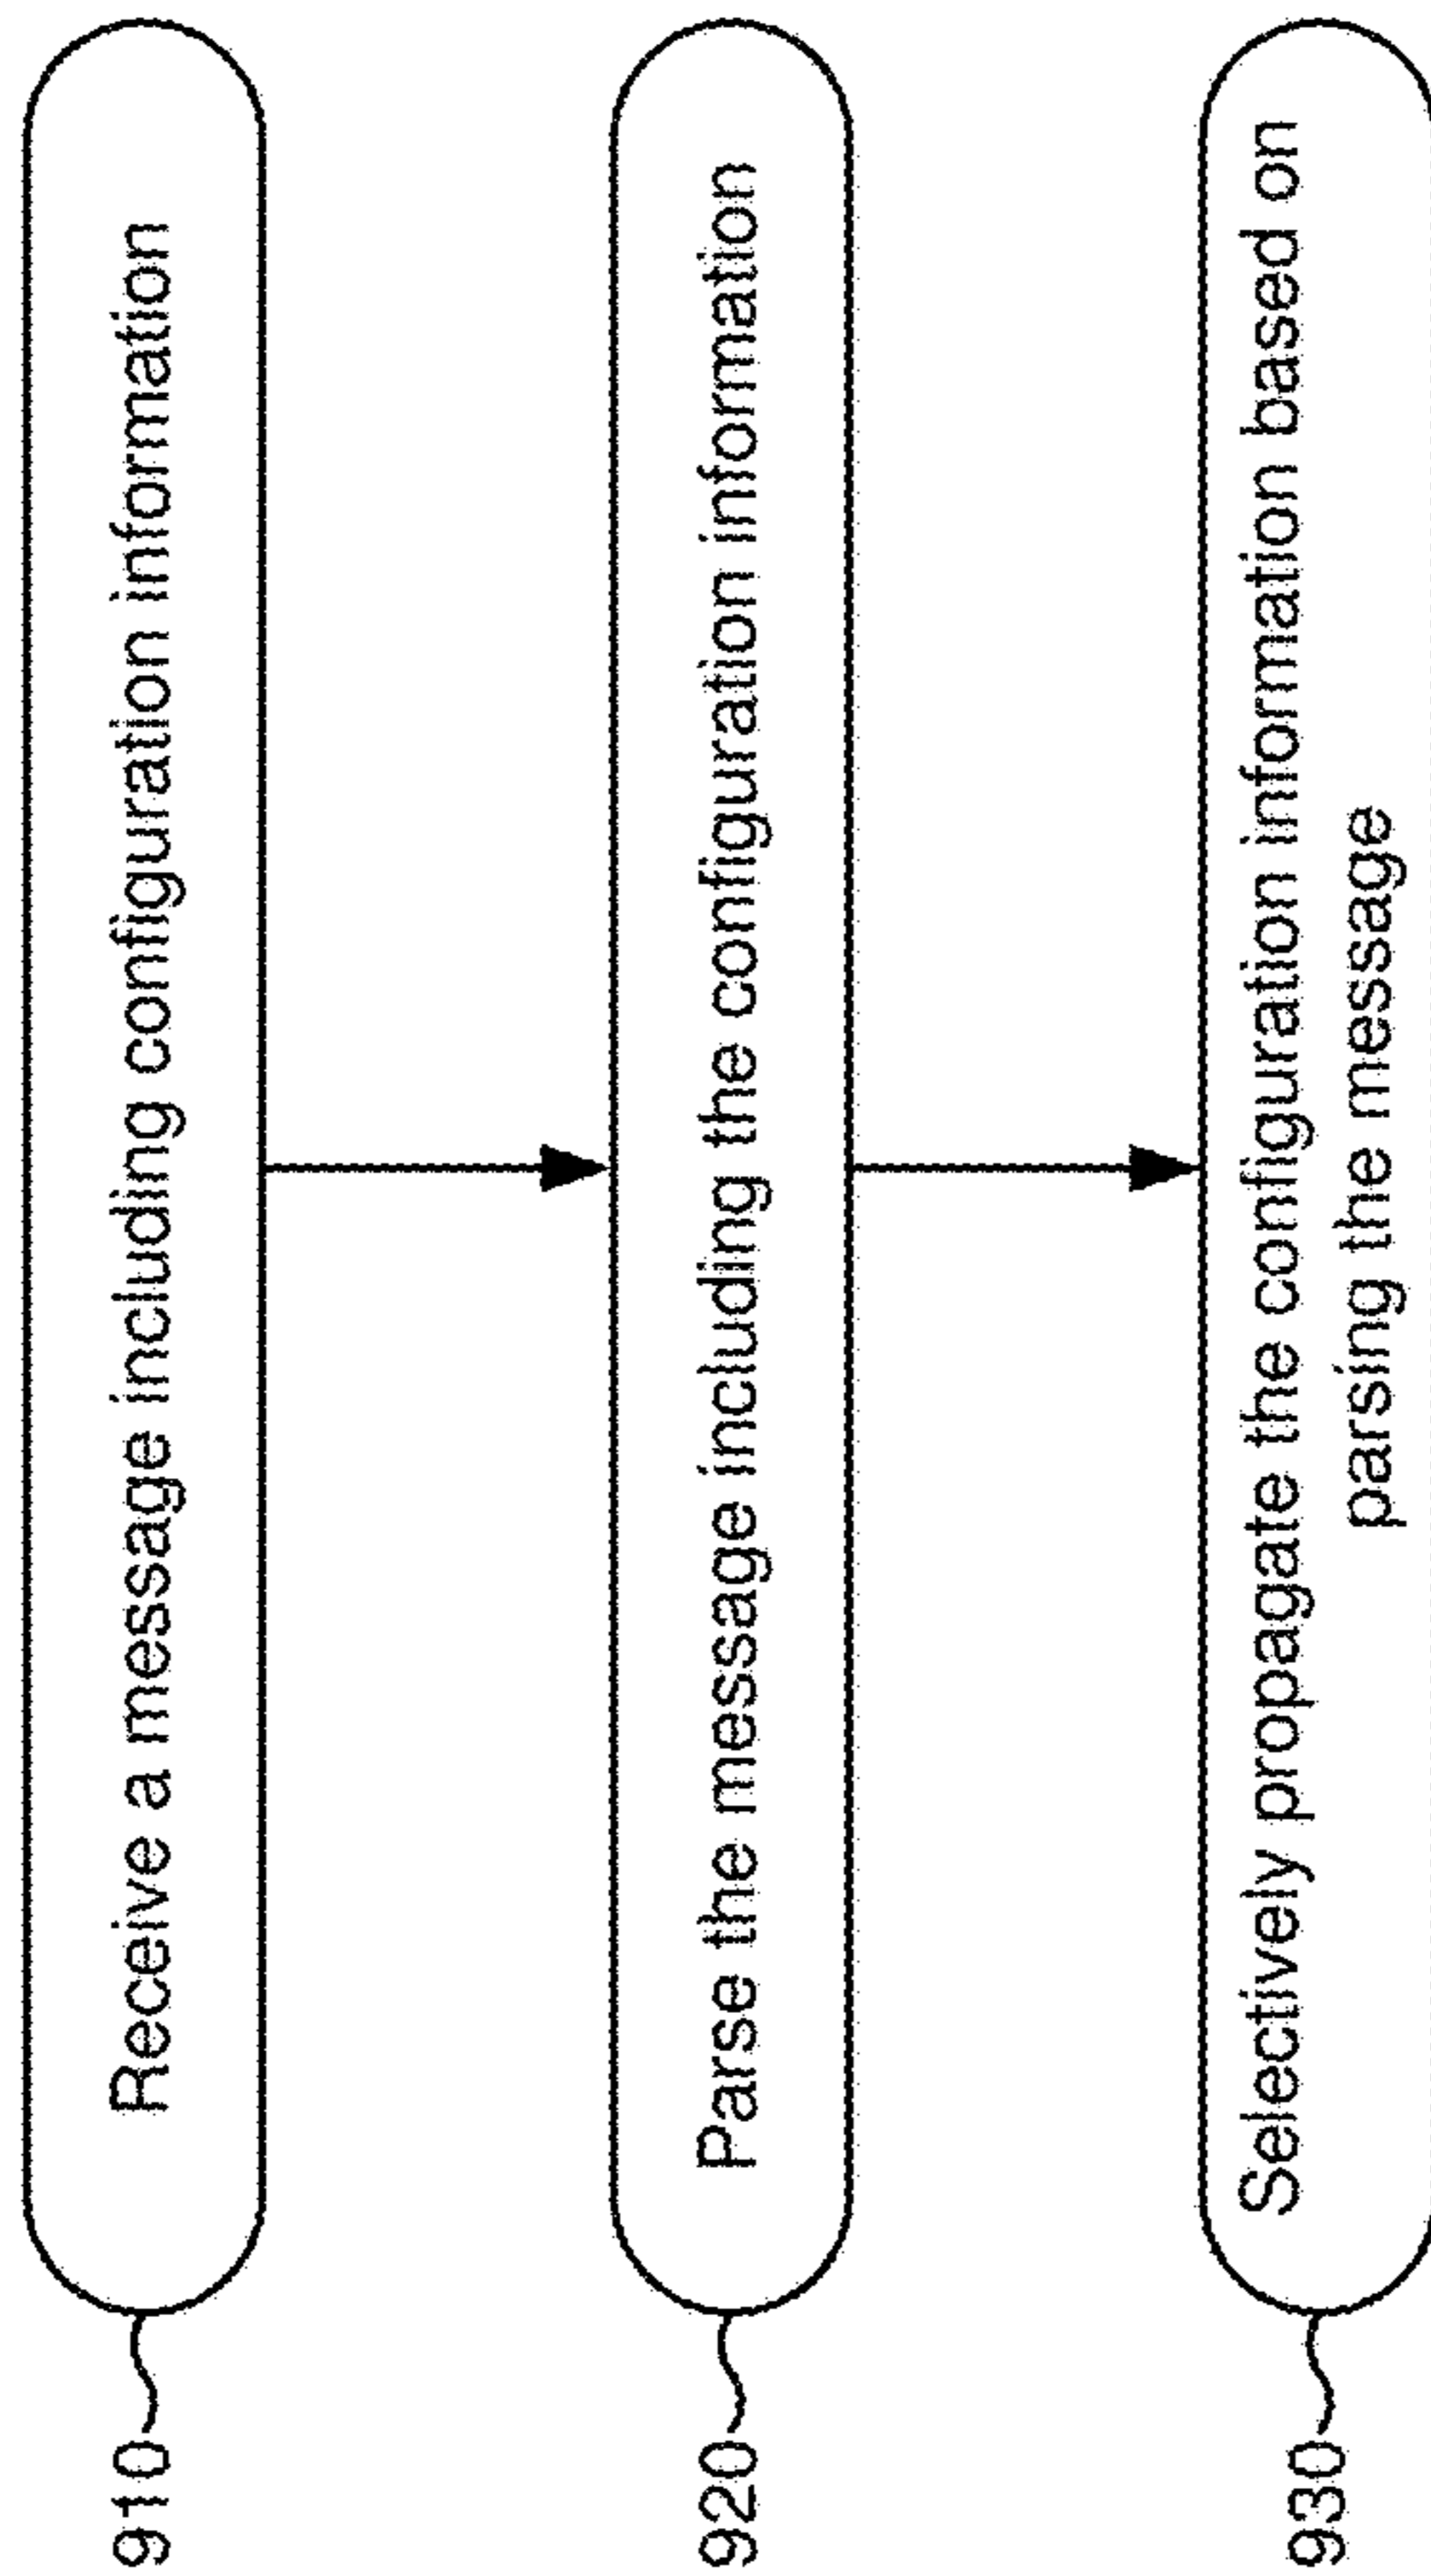 910
Receive a message including configuration information
920
Parse the message including the configuration information
930
Selectively propagate the configuration information based on
parsing the message